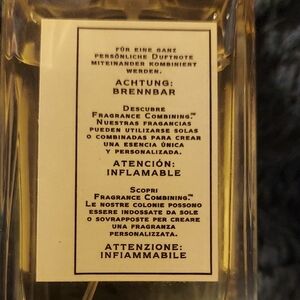 FÜR EINE GANZ
PERSÖNLICHE DUFTNOTE
MITEINANDER KOMBINIERT
WERDEN.
ACHTUNG:
BRENNBAR
DESCUBRE
FRAGRANCE COMBINING.™
NUESTRAS FRAGANCIAS
PUEDEN UTILIZARSE SOLAS
O COMBINADAS PARA CREAR
UNA ESENCIA ÚNICA
Y PERSONALIZADA.
ATENCIÓN:
INFLAMABLE
SCOPRI
FRAGRANCE COMBINING.™
LE NOSTRE COLONIE POSSONO
ESSERE INDOSSATE DA SOLE
O SOVRAPPOSTE PER CREARE
UNA FRAGRANZA
PERSONALIZZATA.
ATTENZIONE:
INFIAMMABILE